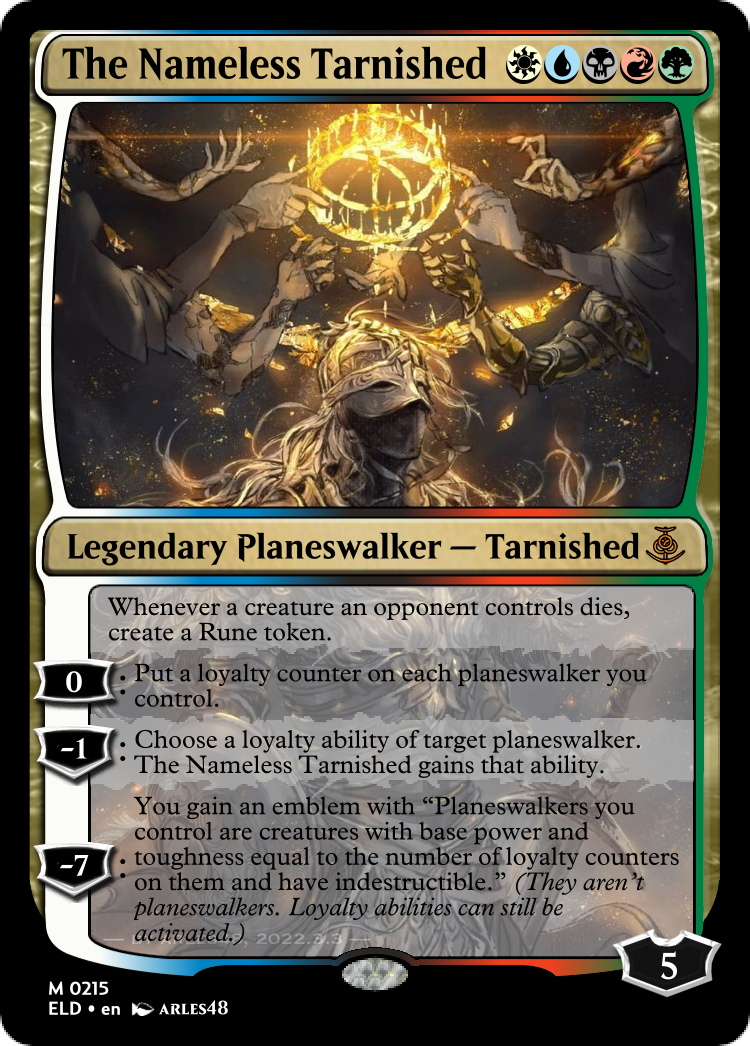 The Nameless Tarnished
Legendary Planeswalker — Tarnished
Whenever a creature an opponent controls dies,
create a Rune token.
0 : Put a loyalty counter on each planeswalker you
control.
-1 : Choose a loyalty ability of target planeswalker.
The Nameless Tarnished gains that ability.
You gain an emblem with “Planeswalkers you
control are creatures with base power and
-7 : toughness equal to the number of loyalty counters
on them and have indestructible.” (They aren’t
planeswalkers. Loyalty abilities can still be
activated.)
, 2022.3.3 —
5
M 0215
ELD • en ARLES48